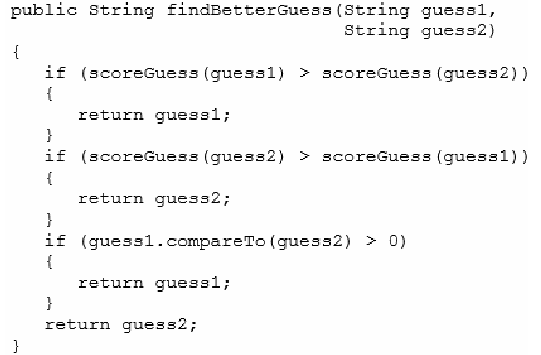 public String findBetterGuess(String guess1,
                              String guess2)
{
   if (scoreGuess(guess1) > scoreGuess(guess2))
   {
      return guess1;
   }
   if (scoreGuess(guess2) > scoreGuess(guess1))
   {
      return guess2;
   }
   if (guess1.compareTo(guess2) > 0)
   {
      return guess1;
   }
   return guess2;
}